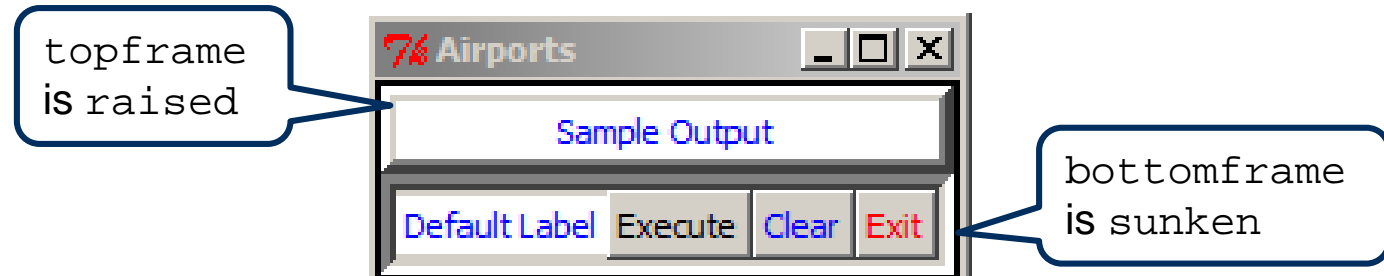 topframe
is raised
Airports
Sample Output
Default Label Execute Clear Exit
bottomframe
is sunken